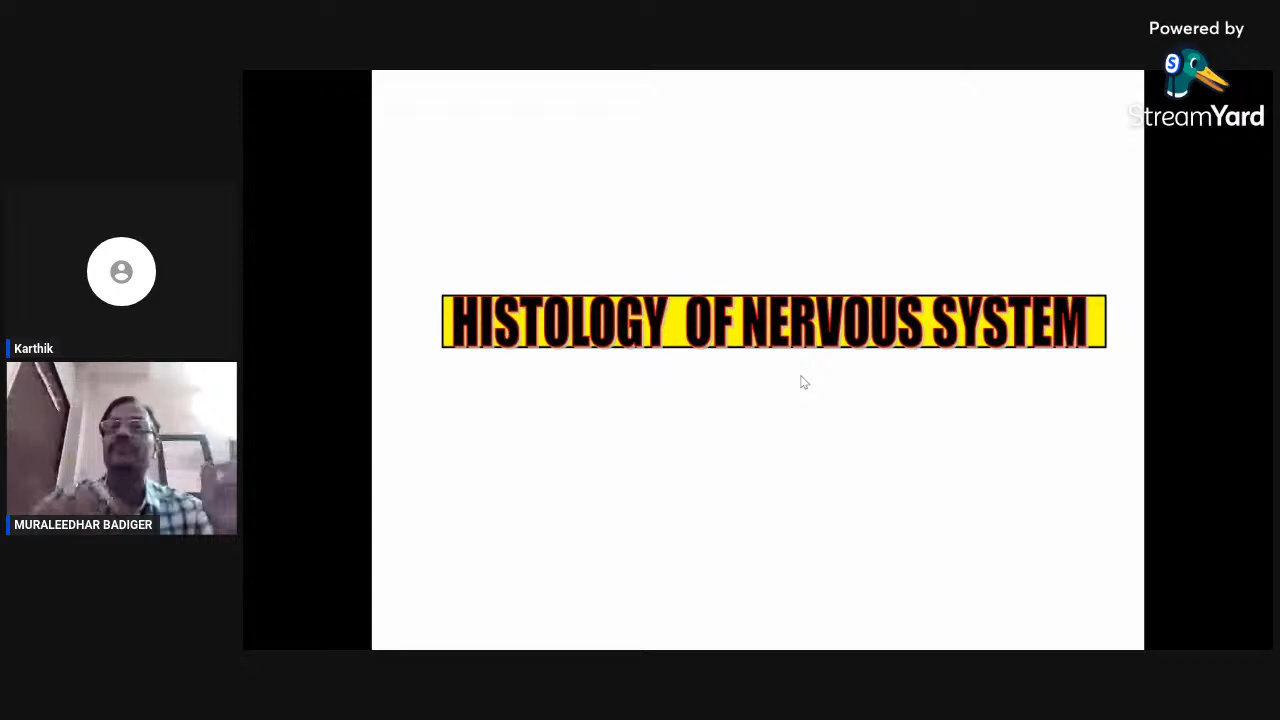 Powered by
StreamYard
HISTOLOGY OF NERVOUS SYSTEM
Karthik
MURALEEDHAR BADIGER